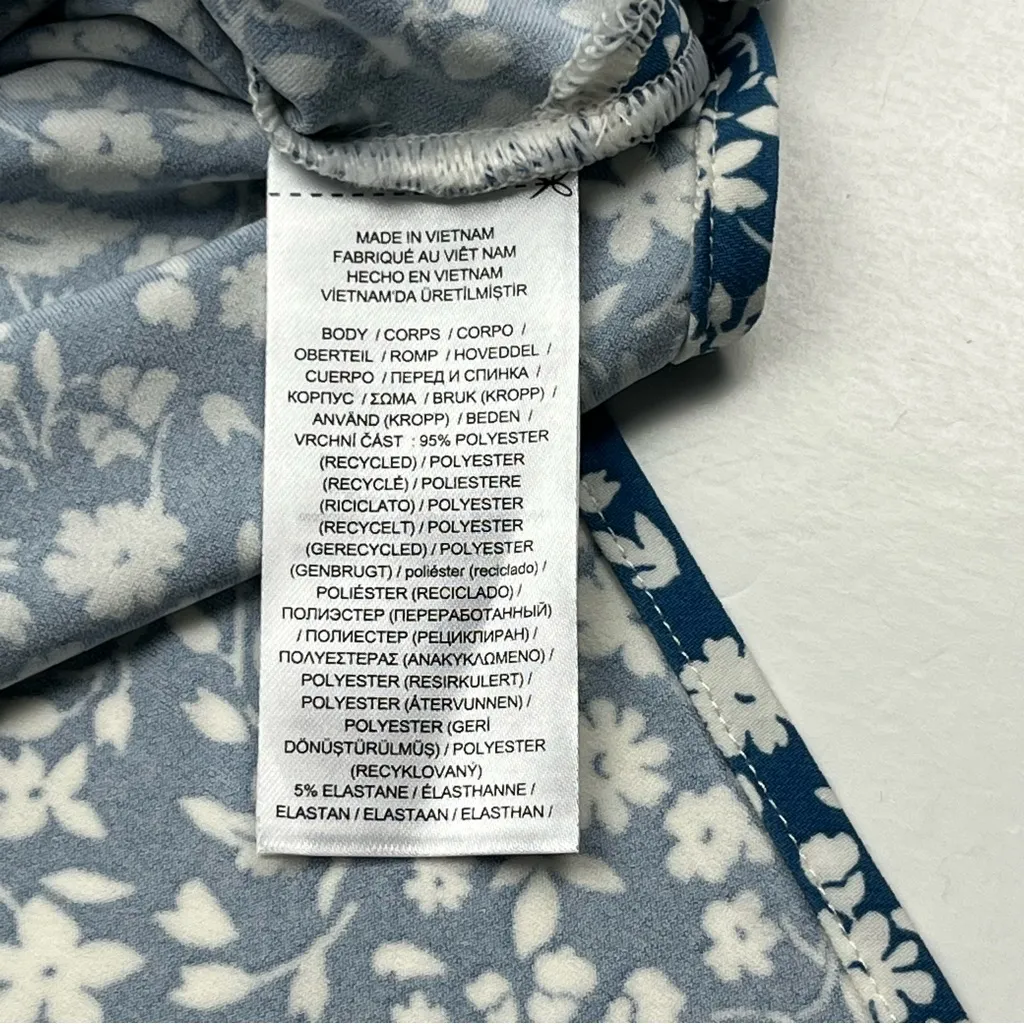 MADE IN VIETNAM
FABRIQUÉ AU VIÊT NAM
HECHO EN VIETNAM
VİETNAM'DA ÜRETİLMİŞTİR
BODY / CORPS / CORPO /
OBERTEIL / ROMP / HOVEDDEL /
CUERPO / ПЕРЕД И СПИНКА /
КОРПУС / ΣΩΜΑ / BRUK (KROPP) /
ANVÄND (KROPP) / BEDEN /
VRCHNÍ ČÁST : 95% POLYESTER
(RECYCLED) / POLYESTER
(RECYCLÉ) / POLIESTERE
(RICICLATO) / POLYESTER
(RECYCELT) / POLYESTER
(GERECYCLED) / POLYESTER
(GENBRUGT) / poliéster (reciclado) /
POLIÉSTER (RECICLADO) /
ПОЛИЭСТЕР (ПЕРЕРАБОТАННЫЙ)
/ ПОЛИЕСТЕР (РЕЦИКЛИРАН) /
ΠΟΛΥΕΣΤΕΡΑΣ (ΑΝΑΚΥΚΛΩΜΕΝΟ) /
POLYESTER (RESIRKULERT) /
POLYESTER (ÅTERVUNNEN) /
POLYESTER (GERİ
DÖNÜŞTÜRÜLMÜŞ) / POLYESTER
(RECYKLOVANÝ)
5% ELASTANE / ÉLASTHANNE /
ELASTAN / ELASTAAN / ELASTHAN /